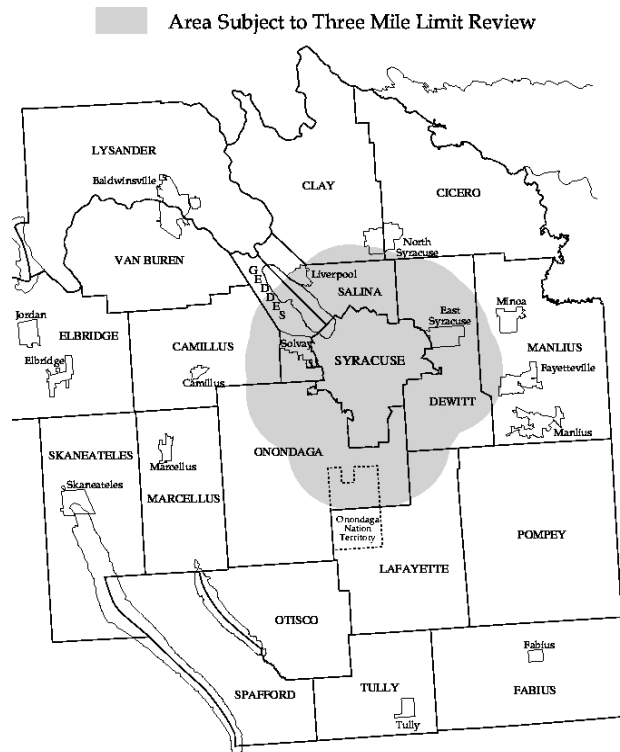 Area Subject to Three Mile Limit Review
LYSANDER
Baldwinsville
CLAY
CICERO
North
Syracuse
VAN BUREN
GEDDES
Liverpool
SALINA
Jordan
ELBRIDGE
Elbridge
CAMILLUS
Camillus
Solvay
SYRACUSE
East
Syracuse
Minoa
MANLIUS
Fayetteville
DEWITT
Manlius
SKANEATELES
Skaneateles
Marcellus
MARCELLUS
ONONDAGA
Onondaga
Nation
Territory
LAFAYETTE
POMPEY
OTISCO
SPAFFORD
TULLY
Tully
Fabius
FABIUS